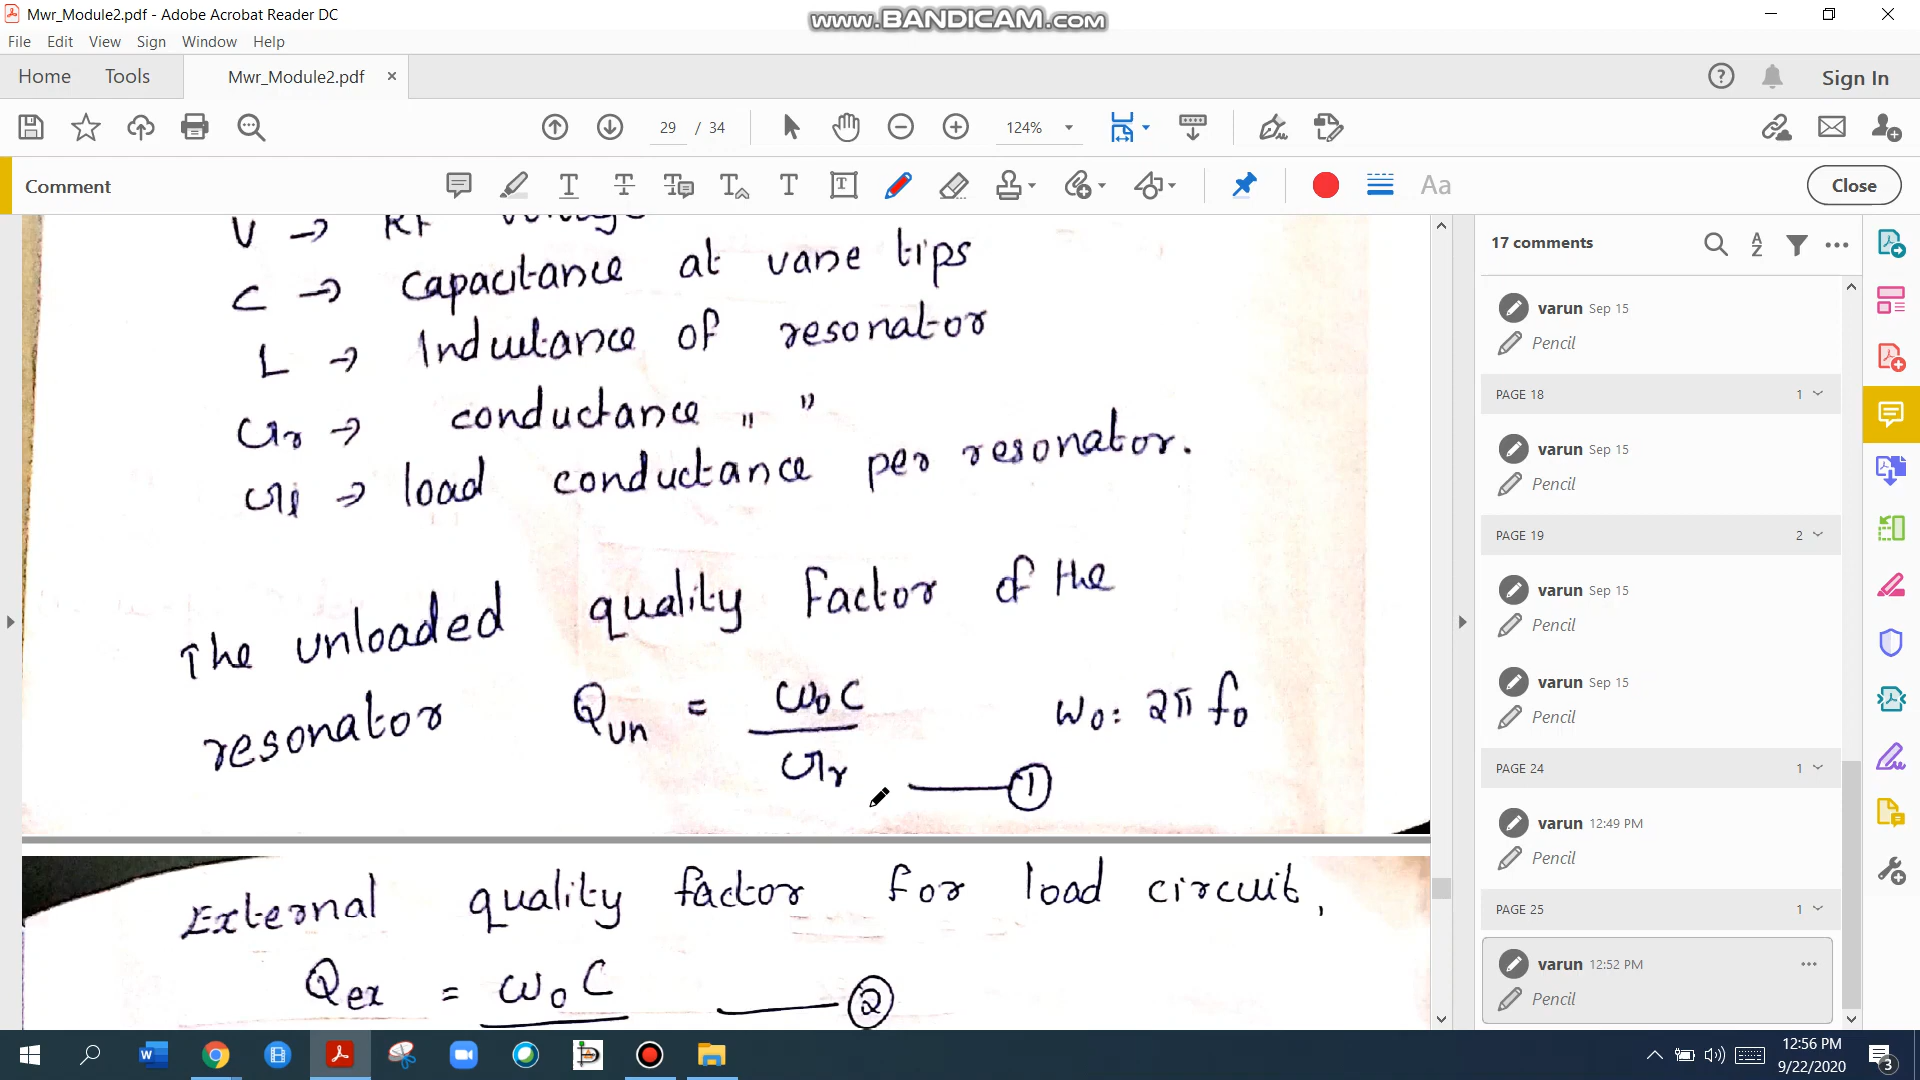 Mwr_Module2.pdf - Adobe Acrobat Reader DC
www.BANDICAM.com
File Edit View Sign Window Help
Home Tools Mwr_Module2.pdf × Sign In
29 / 34 124%
Comment Aa Close
V → RF voltage
C → Capacitance at vane tips
L → Inductance of resonator
Gr → conductance " "
Gl → load conductance per resonator.
The unloaded quality Factor of the
resonator Qun = ω0C / Gr ω0 = 2π f0
①
External quality factor For load circuit,
Qex = ω0C ②
17 comments
varun Sep 15
Pencil
PAGE 18 1
varun Sep 15
Pencil
PAGE 19 2
varun Sep 15
Pencil
varun Sep 15
Pencil
PAGE 24 1
varun 12:49 PM
Pencil
PAGE 25 1
varun 12:52 PM
Pencil
12:56 PM
9/22/2020
3